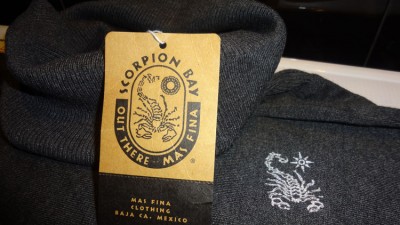 SCORPION BAY
OUT THERE - MAS FINA
®
MAS FINA
CLOTHING
BAJA CA. MEXICO